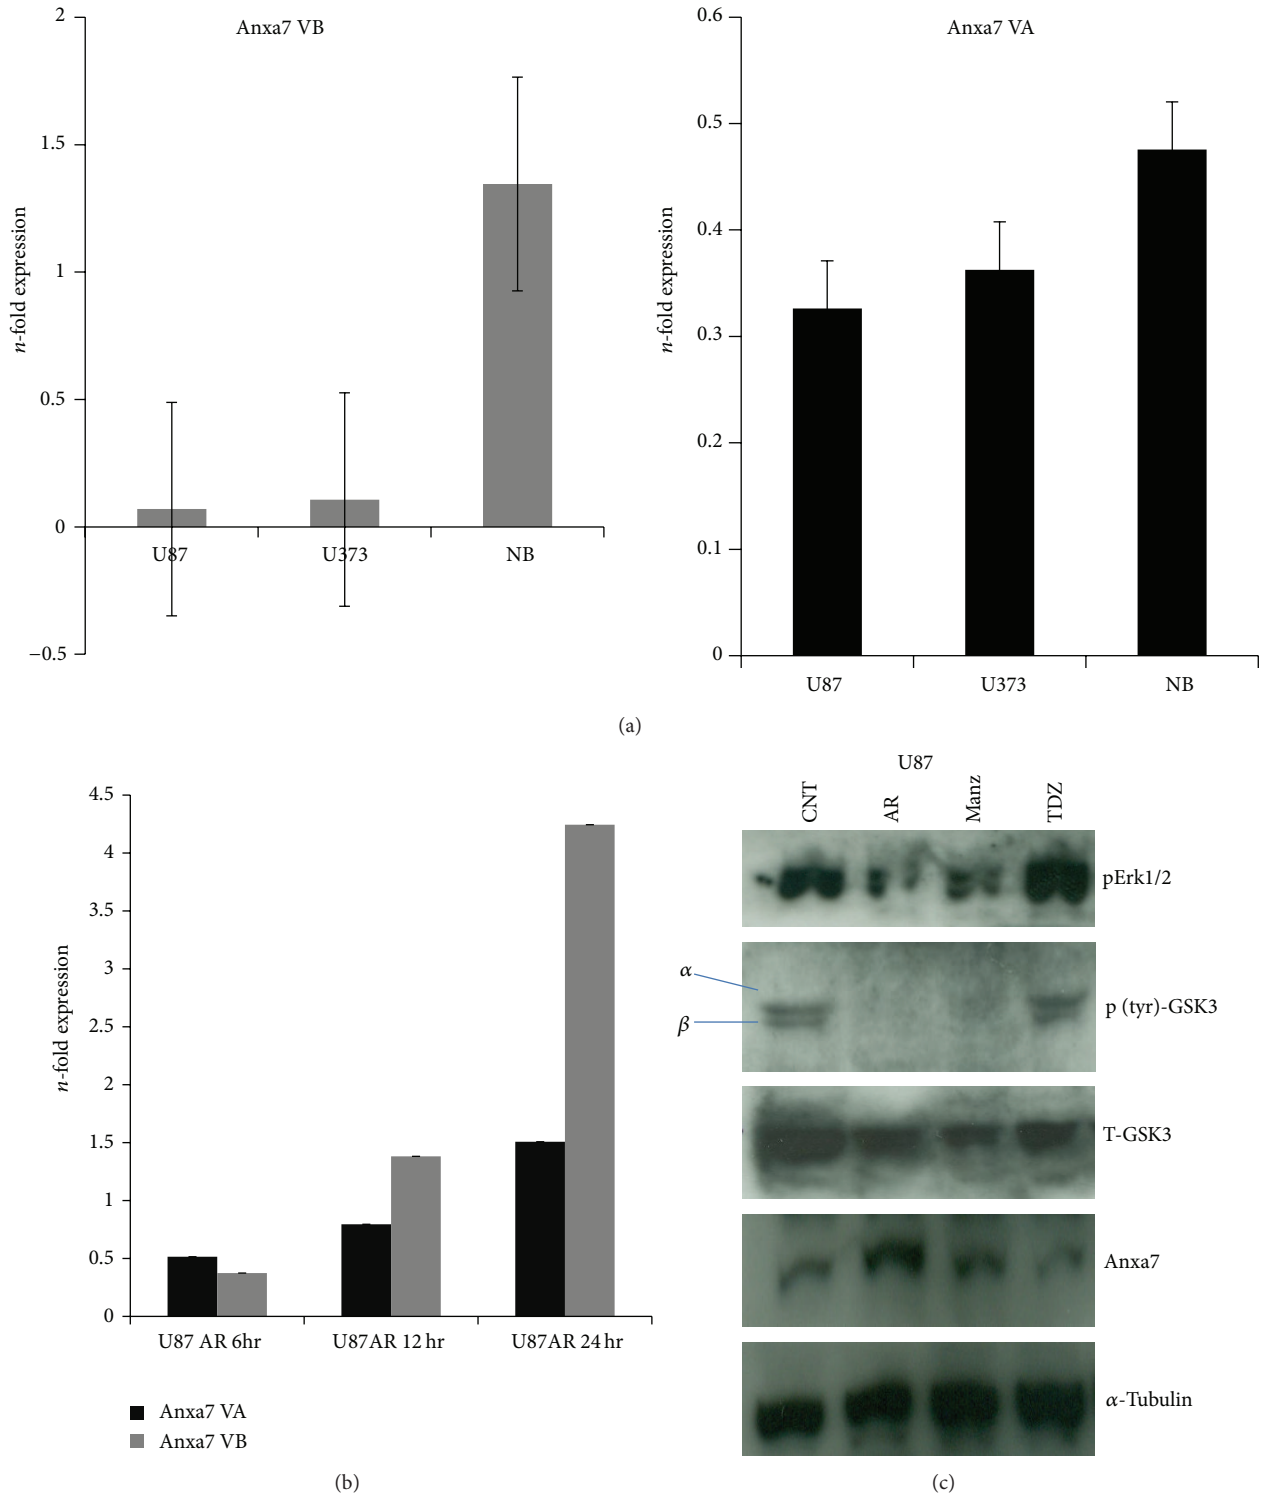 Anxa7 VB
2
1.5
1
0.5
0
−0.5
n-fold expression
U87
U373
NB
Anxa7 VA
0.6
0.5
0.4
0.3
0.2
0.1
0
n-fold expression
U87
U373
NB
(a)
4.5
4
3.5
3
2.5
2
1.5
1
0.5
0
n-fold expression
U87 AR 6hr
U87AR 12 hr
U87AR 24 hr
Anxa7 VA
Anxa7 VB
(b)
U87
CNT
AR
Manz
TDZ
pErk1/2
α
β
p (tyr)-GSK3
T-GSK3
Anxa7
α-Tubulin
(c)